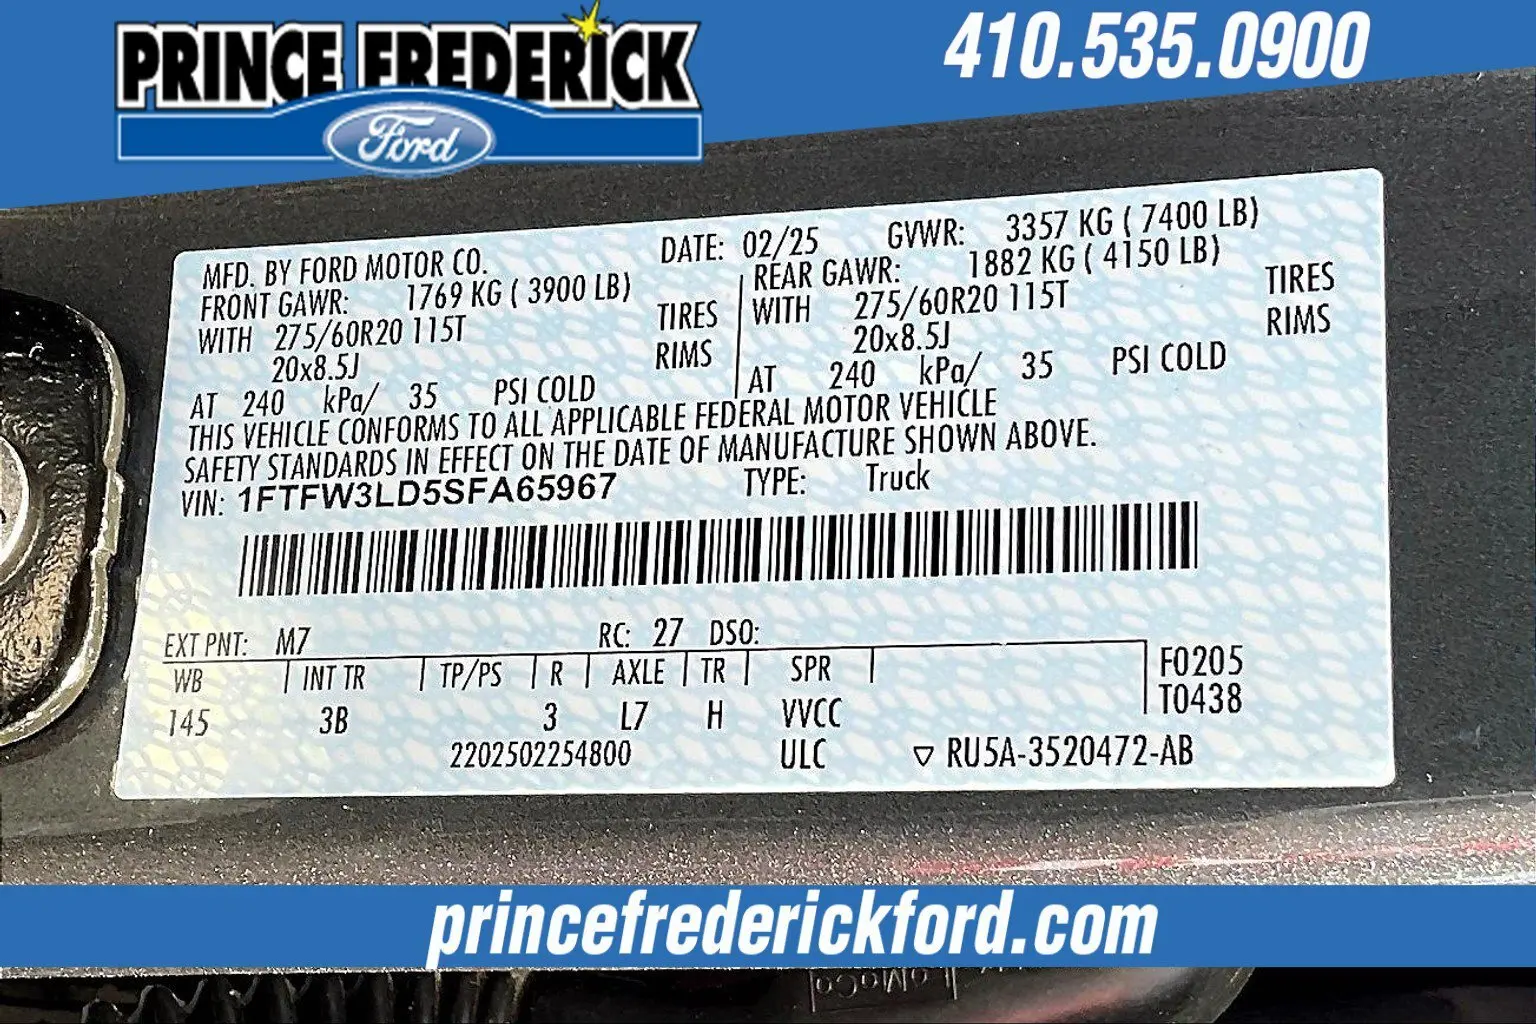 PRINCE FREDERICK
Ford
410.535.0900
MFD. BY FORD MOTOR CO. DATE: 02/25 GVWR: 3357 KG ( 7400 LB)
FRONT GAWR: 1769 KG ( 3900 LB) REAR GAWR: 1882 KG ( 4150 LB)
WITH 275/60R20 115T TIRES WITH 275/60R20 115T TIRES
20x8.5J RIMS 20x8.5J RIMS
AT 240 kPa/ 35 PSI COLD AT 240 kPa/ 35 PSI COLD
THIS VEHICLE CONFORMS TO ALL APPLICABLE FEDERAL MOTOR VEHICLE
SAFETY STANDARDS IN EFFECT ON THE DATE OF MANUFACTURE SHOWN ABOVE.
VIN: 1FTFW3LD5SFA65967 TYPE: Truck
EXT PNT: M7 RC: 27 DSO:
WB INT TR TP/PS R AXLE TR SPR F0205
145 3B 3 L7 H VVCC T0438
2202502254800 ULC ▽ RU5A-3520472-AB
princefrederickford.com